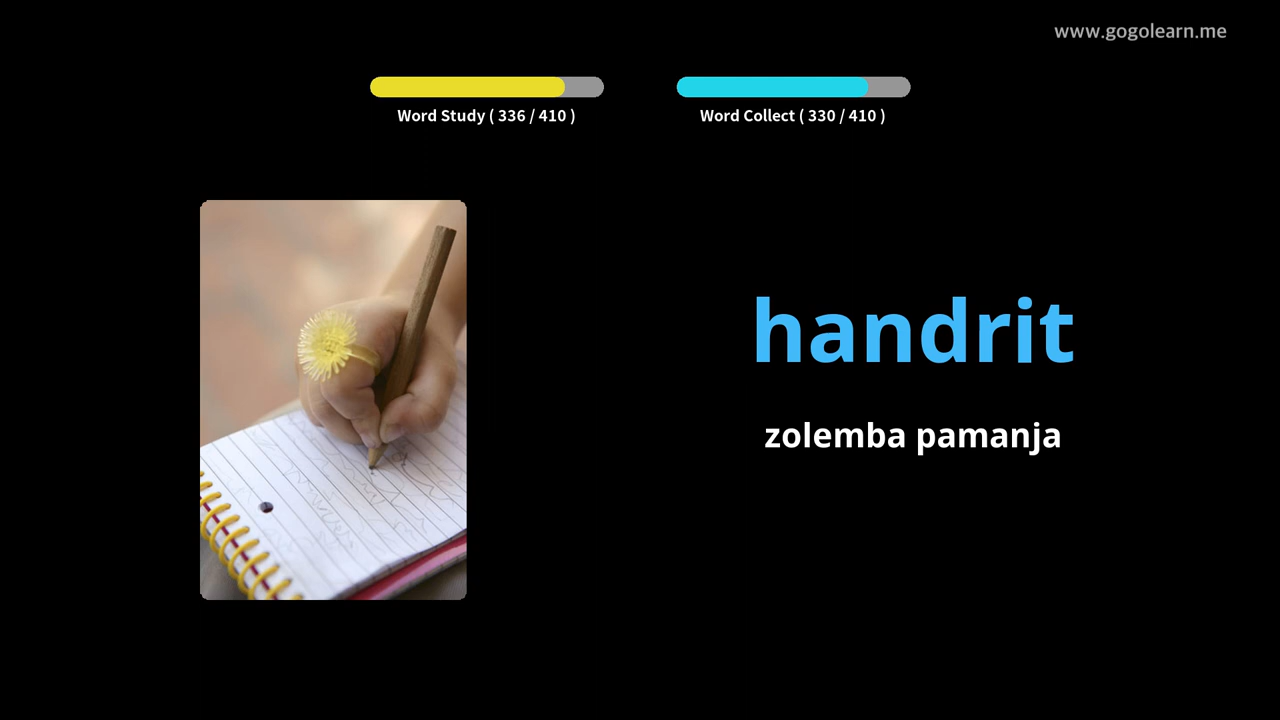 www.gogolearn.me
Word Study ( 336 / 410 )
Word Collect ( 330 / 410 )
handrit
zolemba pamanja